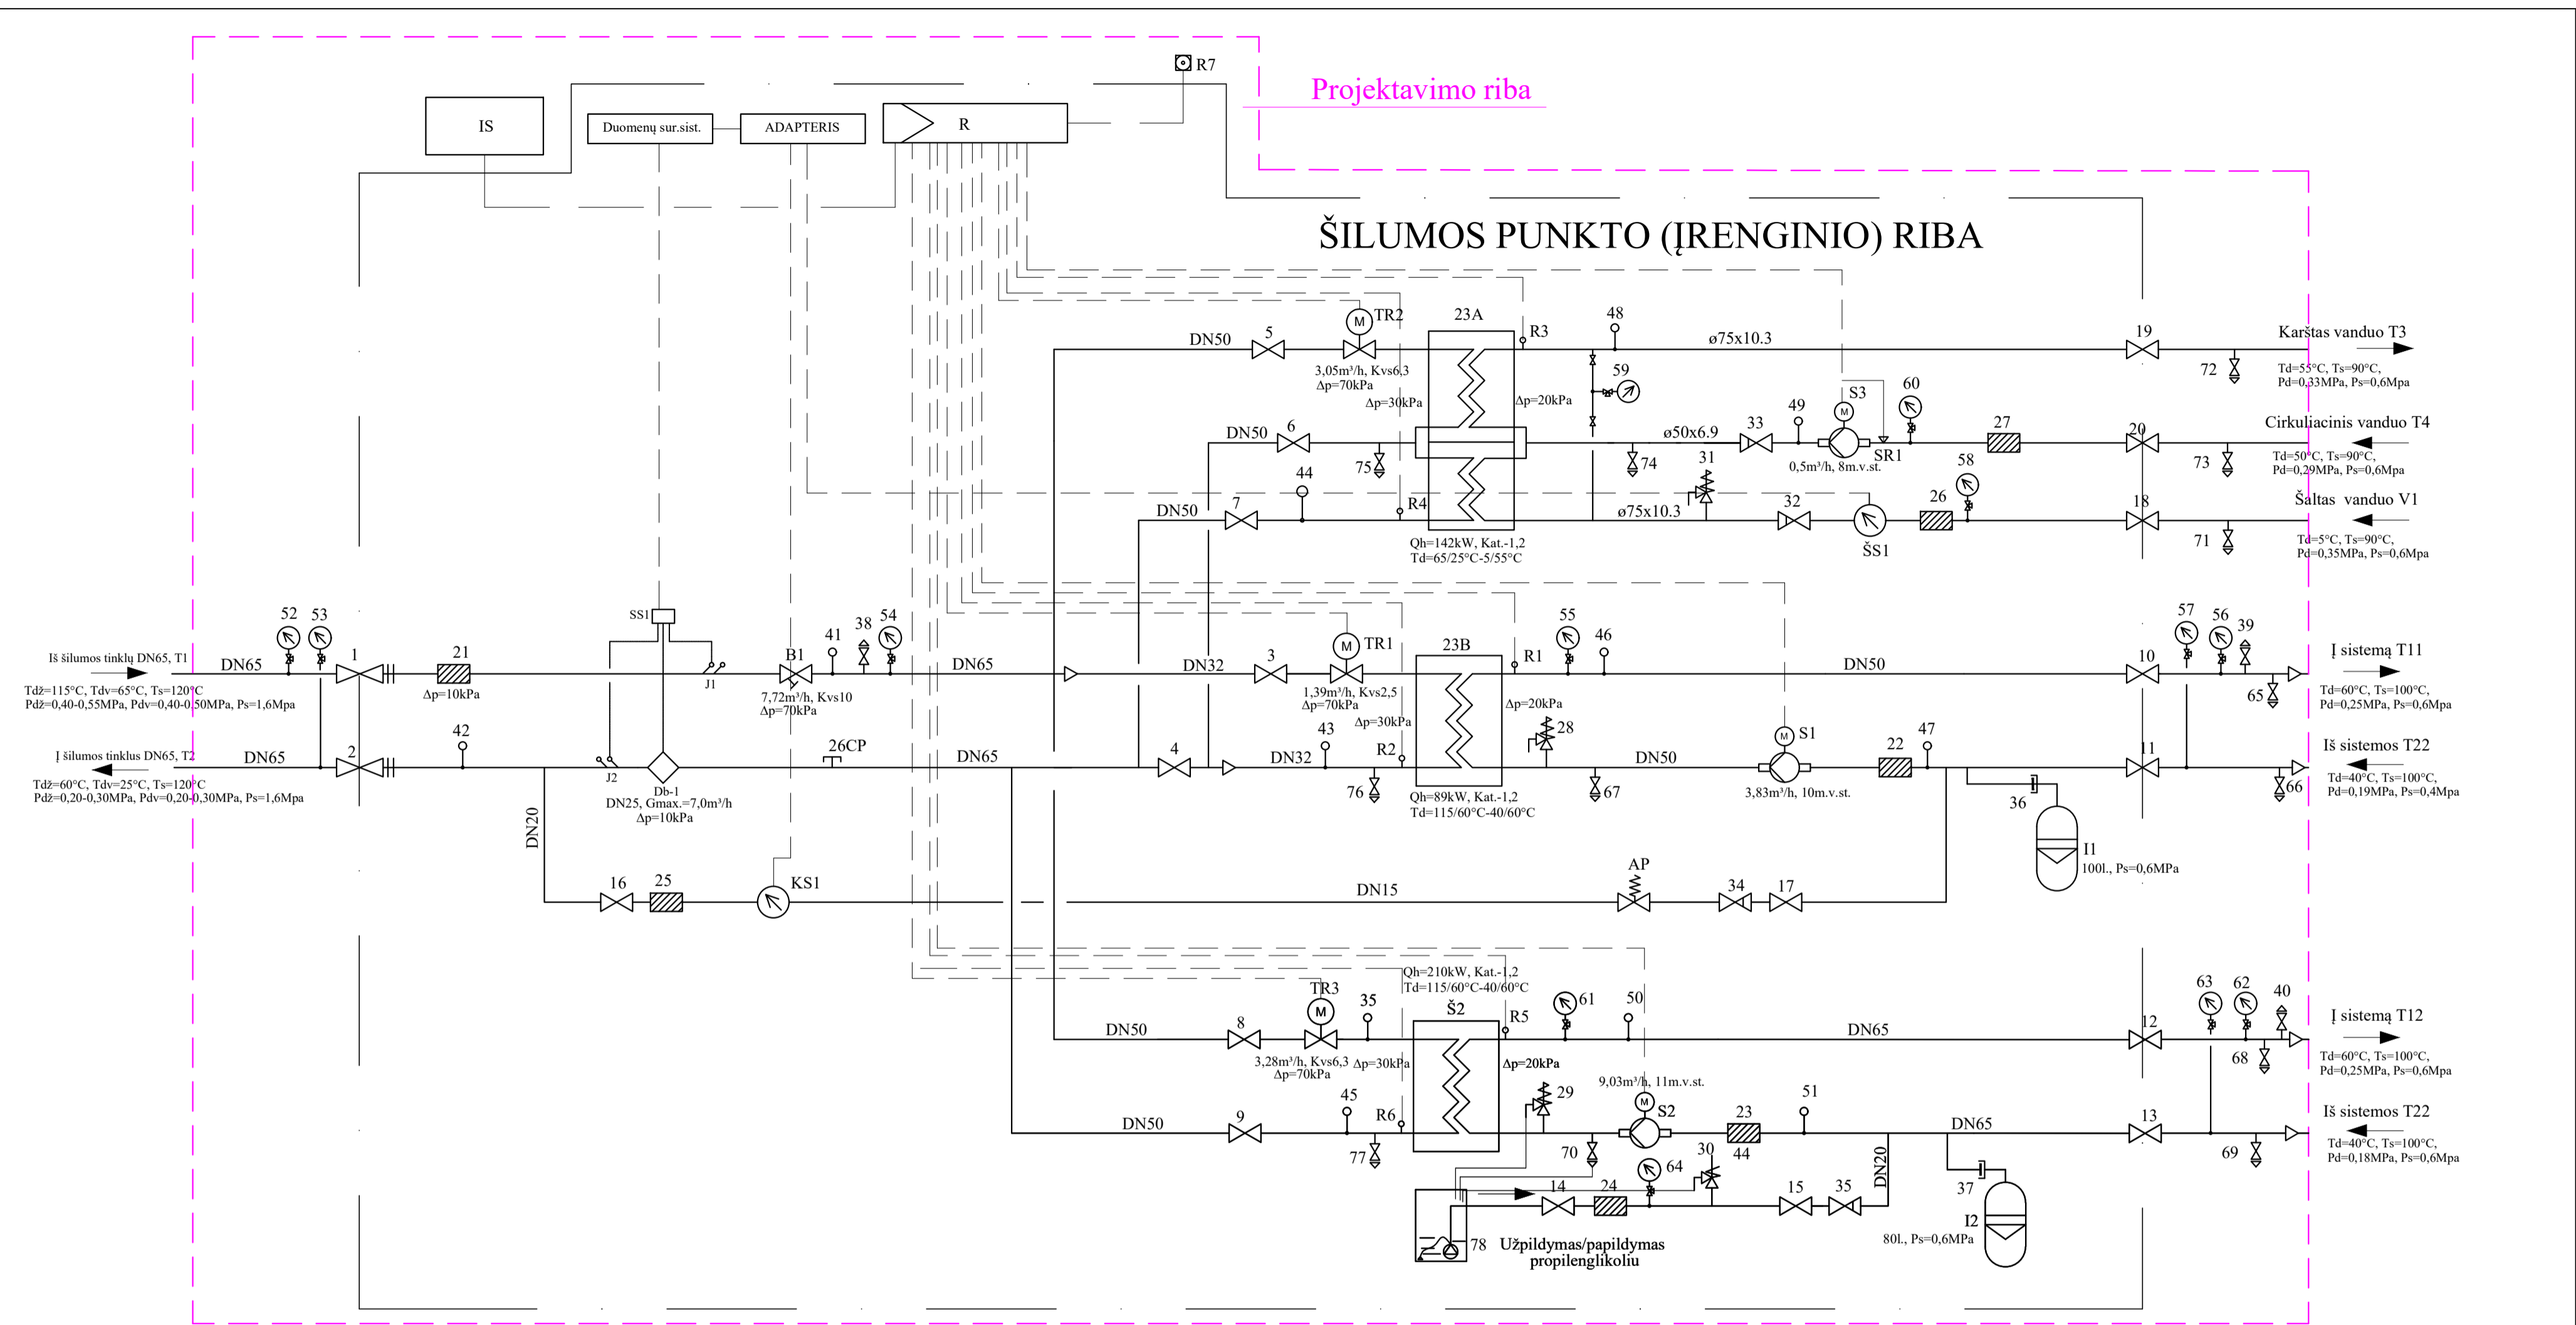 R7
Projektavimo riba
IS
Duomenų sur.sist.
ADAPTERIS
R
ŠILUMOS PUNKTO (ĮRENGINIO) RIBA
DN50
5
M
TR2
23A
R3
48
ø75x10.3
19
Karštas vanduo T3
3,05m³/h, Kvs6,3
Δp=70kPa
Δp=30kPa
Δp=20kPa
59
72
Td=55°C, Ts=90°C,
Pd=0,33MPa, Ps=0,6Mpa
DN50
6
75
ø50x6.9
74
33
49
S3
M
60
SR1
0,5m³/h, 8m.v.st.
27
20
Cirkuliacinis vanduo T4
73
Td=50°C, Ts=90°C,
Pd=0,29MPa, Ps=0,6Mpa
DN50
7
44
R4
31
ø75x10.3
32
ŠS1
26
58
18
Šaltas vanduo V1
71
Td=5°C, Ts=90°C,
Pd=0,35MPa, Ps=0,6Mpa
Qh=142kW, Kat.-1,2
Td=65/25°C-5/55°C
Iš šilumos tinklų DN65, T1
Tdž=115°C, Tdv=65°C, Ts=120°C
Pdž=0,40-0,55MPa, Pdv=0,40-0,50MPa, Ps=1,6Mpa
DN65
52
53
1
21
Δp=10kPa
SS1
J1
B1
7,72m³/h, Kvs10
Δp=70kPa
41
38
54
DN65
DN32
3
M
TR1
1,39m³/h, Kvs2,5
Δp=70kPa
Δp=30kPa
23B
R1
Δp=20kPa
55
46
DN50
10
57
56
39
65
Į sistemą T11
Td=60°C, Ts=100°C,
Pd=0,25MPa, Ps=0,6Mpa
Į šilumos tinklus DN65, T2
Tdž=60°C, Tdv=25°C, Ts=120°C
Pdž=0,20-0,30MPa, Pdv=0,20-0,30MPa, Ps=1,6Mpa
DN65
2
42
J2
Db-1
DN25, Gmax.=7,0m³/h
Δp=10kPa
26CP
DN65
4
DN32
43
R2
76
28
67
DN50
M
S1
3,83m³/h, 10m.v.st.
22
47
11
66
Iš sistemos T22
Td=40°C, Ts=100°C,
Pd=0,19MPa, Ps=0,4Mpa
Qh=89kW, Kat.-1,2
Td=115/60°C-40/60°C
36
I1
100l., Ps=0,6MPa
DN20
16
25
KS1
DN15
AP
34
17
Qh=210kW, Kat.-1,2
Td=115/60°C-40/60°C
DN50
8
TR3
M
35
3,28m³/h, Kvs6,3
Δp=70kPa
Δp=30kPa
Š2
R5
Δp=20kPa
61
50
DN65
12
63
62
40
68
Į sistemą T12
Td=60°C, Ts=100°C,
Pd=0,25MPa, Ps=0,6Mpa
DN50
9
45
R6
77
29
70
9,03m³/h, 11m.v.st.
M
S2
23
44
51
DN65
13
69
Iš sistemos T22
Td=40°C, Ts=100°C,
Pd=0,18MPa, Ps=0,6Mpa
14
24
64
30
15
35
DN20
37
I2
80l., Ps=0,6MPa
78
Užpildymas/papildymas
propilenglikoliu